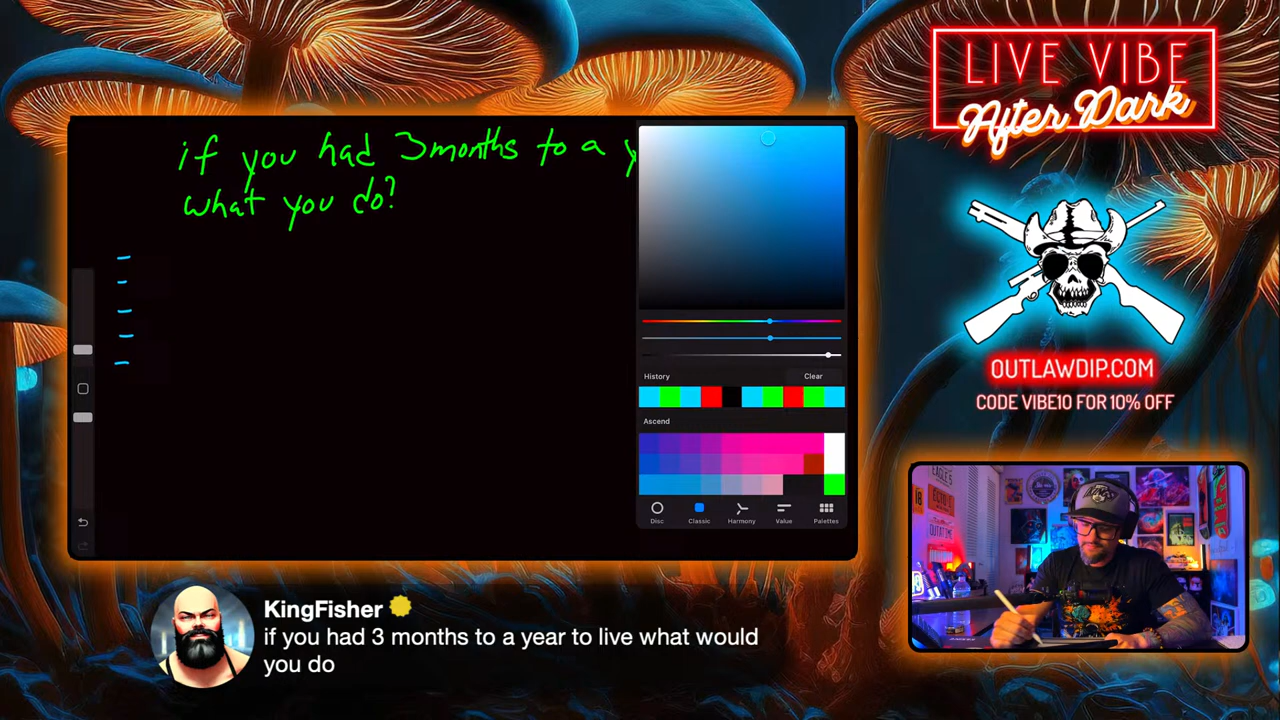 LIVE VIBE
After Dark
if you had 3months to a y
what you do?
-
-
-
-
-
History
Clear
Ascend
Disc
Classic
Harmony
Value
Palettes
OUTLAWDIP.COM
CODE VIBE10 FOR 10% OFF
KingFisher
if you had 3 months to a year to live what would
you do